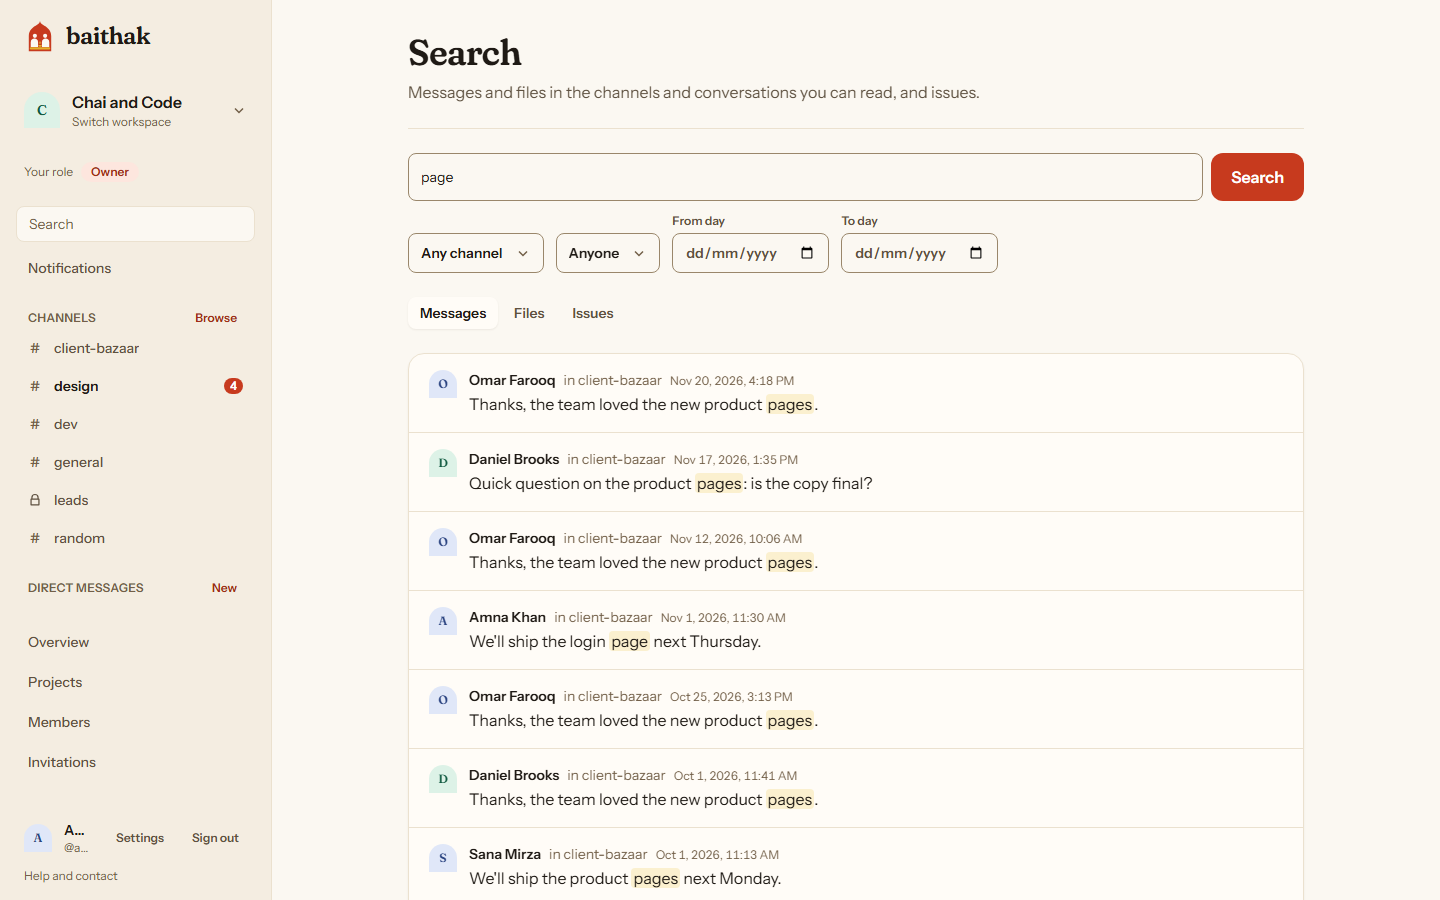 baithak
C
Chai and Code
Switch workspace
Your role Owner
Search
Notifications
CHANNELS Browse
# client-bazaar
# design 4
# dev
# general
leads
# random
DIRECT MESSAGES New
Overview
Projects
Members
Invitations
A
A...
@a...
Settings
Sign out
Help and contact
Search
Messages and files in the channels and conversations you can read, and issues.
page
Search
From day
To day
Any channel
Anyone
dd/mm/yyyy
dd/mm/yyyy
Messages Files Issues
O
Omar Farooq in client-bazaar Nov 20, 2026, 4:18 PM
Thanks, the team loved the new product pages.
D
Daniel Brooks in client-bazaar Nov 17, 2026, 1:35 PM
Quick question on the product pages: is the copy final?
O
Omar Farooq in client-bazaar Nov 12, 2026, 10:06 AM
Thanks, the team loved the new product pages.
A
Amna Khan in client-bazaar Nov 1, 2026, 11:30 AM
We'll ship the login page next Thursday.
O
Omar Farooq in client-bazaar Oct 25, 2026, 3:13 PM
Thanks, the team loved the new product pages.
D
Daniel Brooks in client-bazaar Oct 1, 2026, 11:41 AM
Thanks, the team loved the new product pages.
S
Sana Mirza in client-bazaar Oct 1, 2026, 11:13 AM
We'll ship the product pages next Monday.